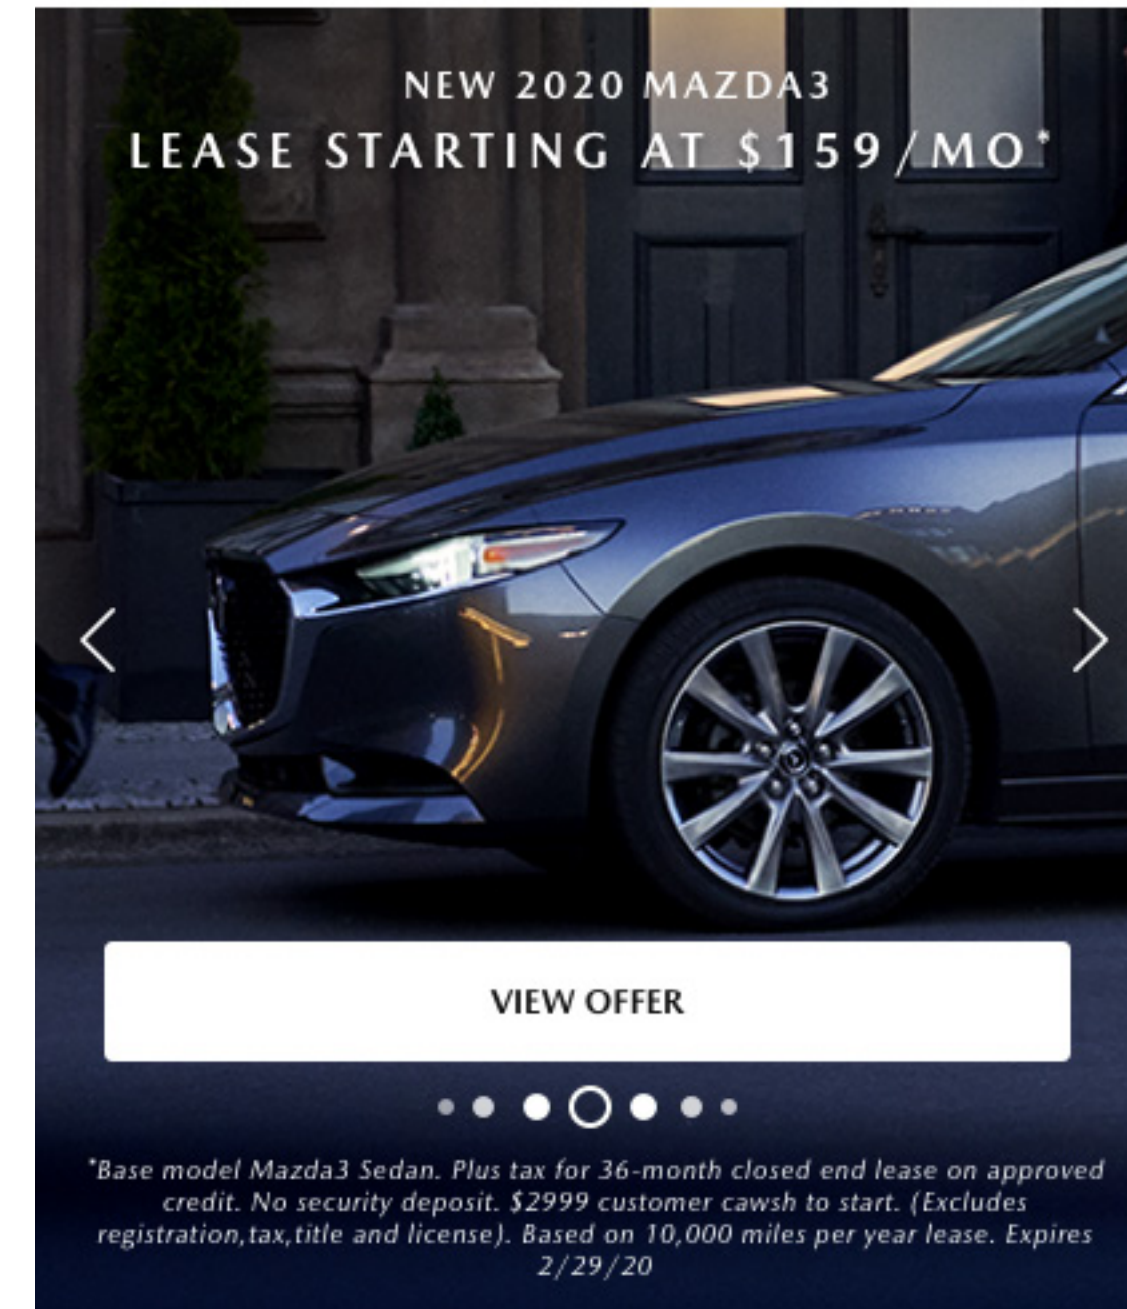 NEW 2020 MAZDA3
LEASE STARTING AT $159/MO*
VIEW OFFER
*Base model Mazda3 Sedan. Plus tax for 36-month closed end lease on approved
credit. No security deposit. $2999 customer cawsh to start. (Excludes
registration,tax,title and license). Based on 10,000 miles per year lease. Expires
2/29/20